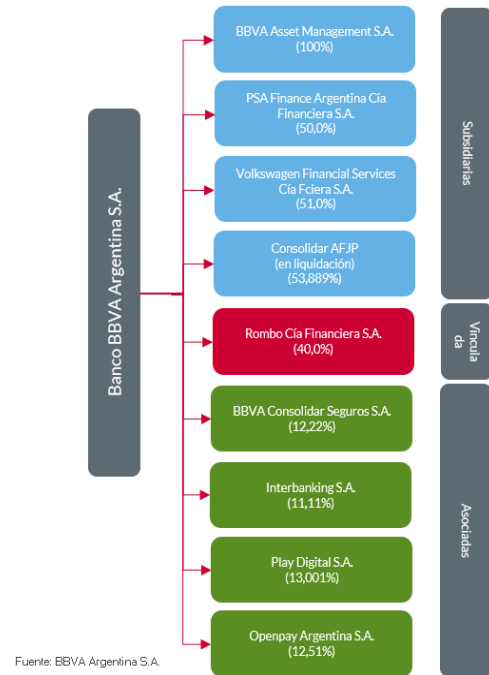 Banco BBVA Argentina S.A.
BBVA Asset Management S.A.
(100%)
PSA Finance Argentina Cía
Financiera S.A.
(50,0%)
Volkswagen Financial Services
Cía Fciera S.A.
(51,0%)
Consolidar AFJP
(en liquidación)
(53,889%)
Subsidiarias
Rombo Cía Financiera S.A.
(40,0%)
Vincula
da
BBVA Consolidar Seguros S.A.
(12,22%)
Interbanking S.A.
(11,11%)
Play Digital S.A.
(13,001%)
Openpay Argentina S.A.
(12,51%)
Asociadas
Fuente: BBVA Argentina S.A.